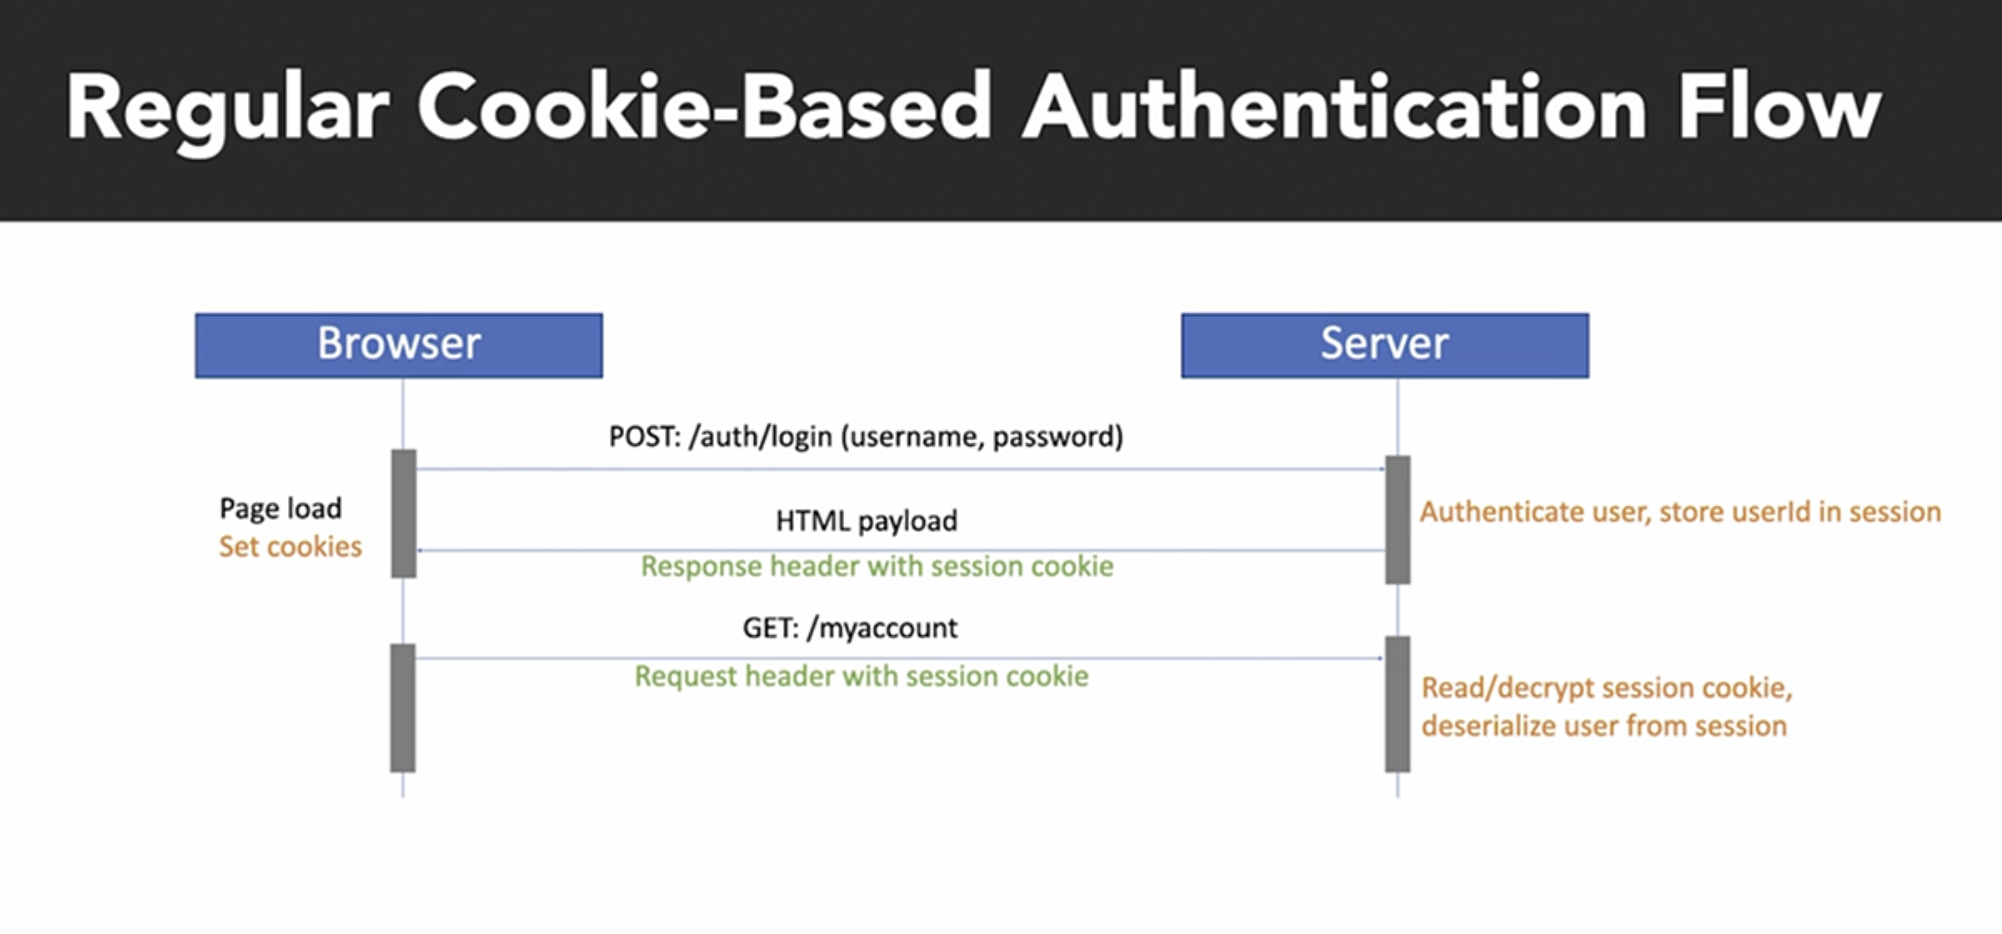 Regular Cookie-Based Authentication Flow
Browser
Server
POST: /auth/login (username, password)
Page load
Set cookies
HTML payload
Response header with session cookie
Authenticate user, store userId in session
GET: /myaccount
Request header with session cookie
Read/decrypt session cookie,
deserialize user from session